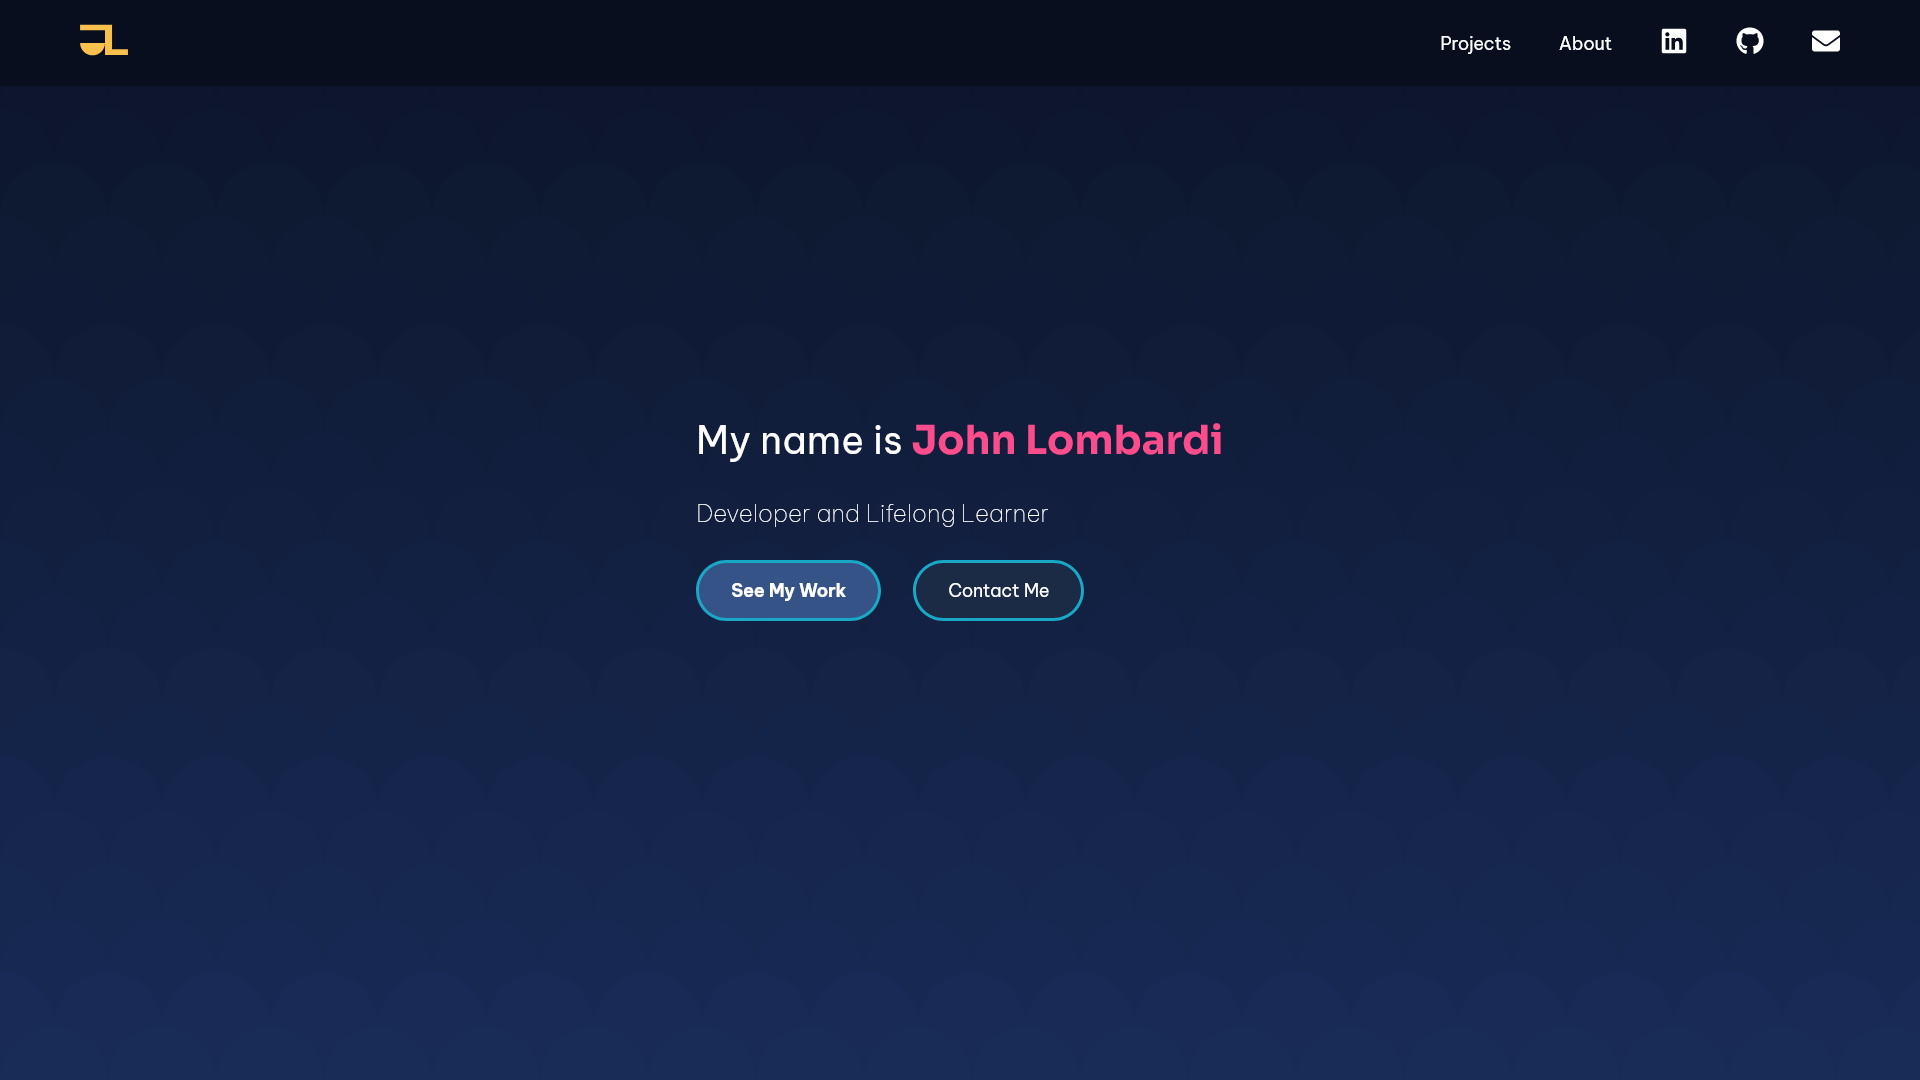 JL
Projects
About
My name is John Lombardi
Developer and Lifelong Learner
See My Work
Contact Me